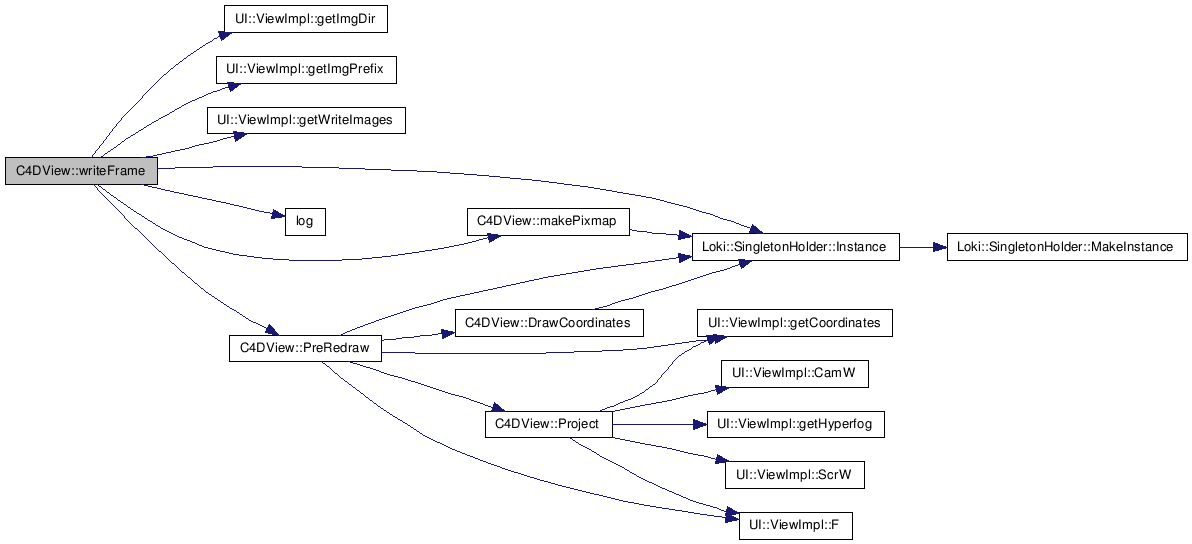 UI::ViewImpl::getImgDir
UI::ViewImpl::getImgPrefix
UI::ViewImpl::getWriteImages
C4DView::writeFrame
log
C4DView::makePixmap
Loki::SingletonHolder::Instance
Loki::SingletonHolder::MakeInstance
C4DView::DrawCoordinates
UI::ViewImpl::getCoordinates
C4DView::PreRedraw
UI::ViewImpl::CamW
C4DView::Project
UI::ViewImpl::getHyperfog
UI::ViewImpl::ScrW
UI::ViewImpl::F